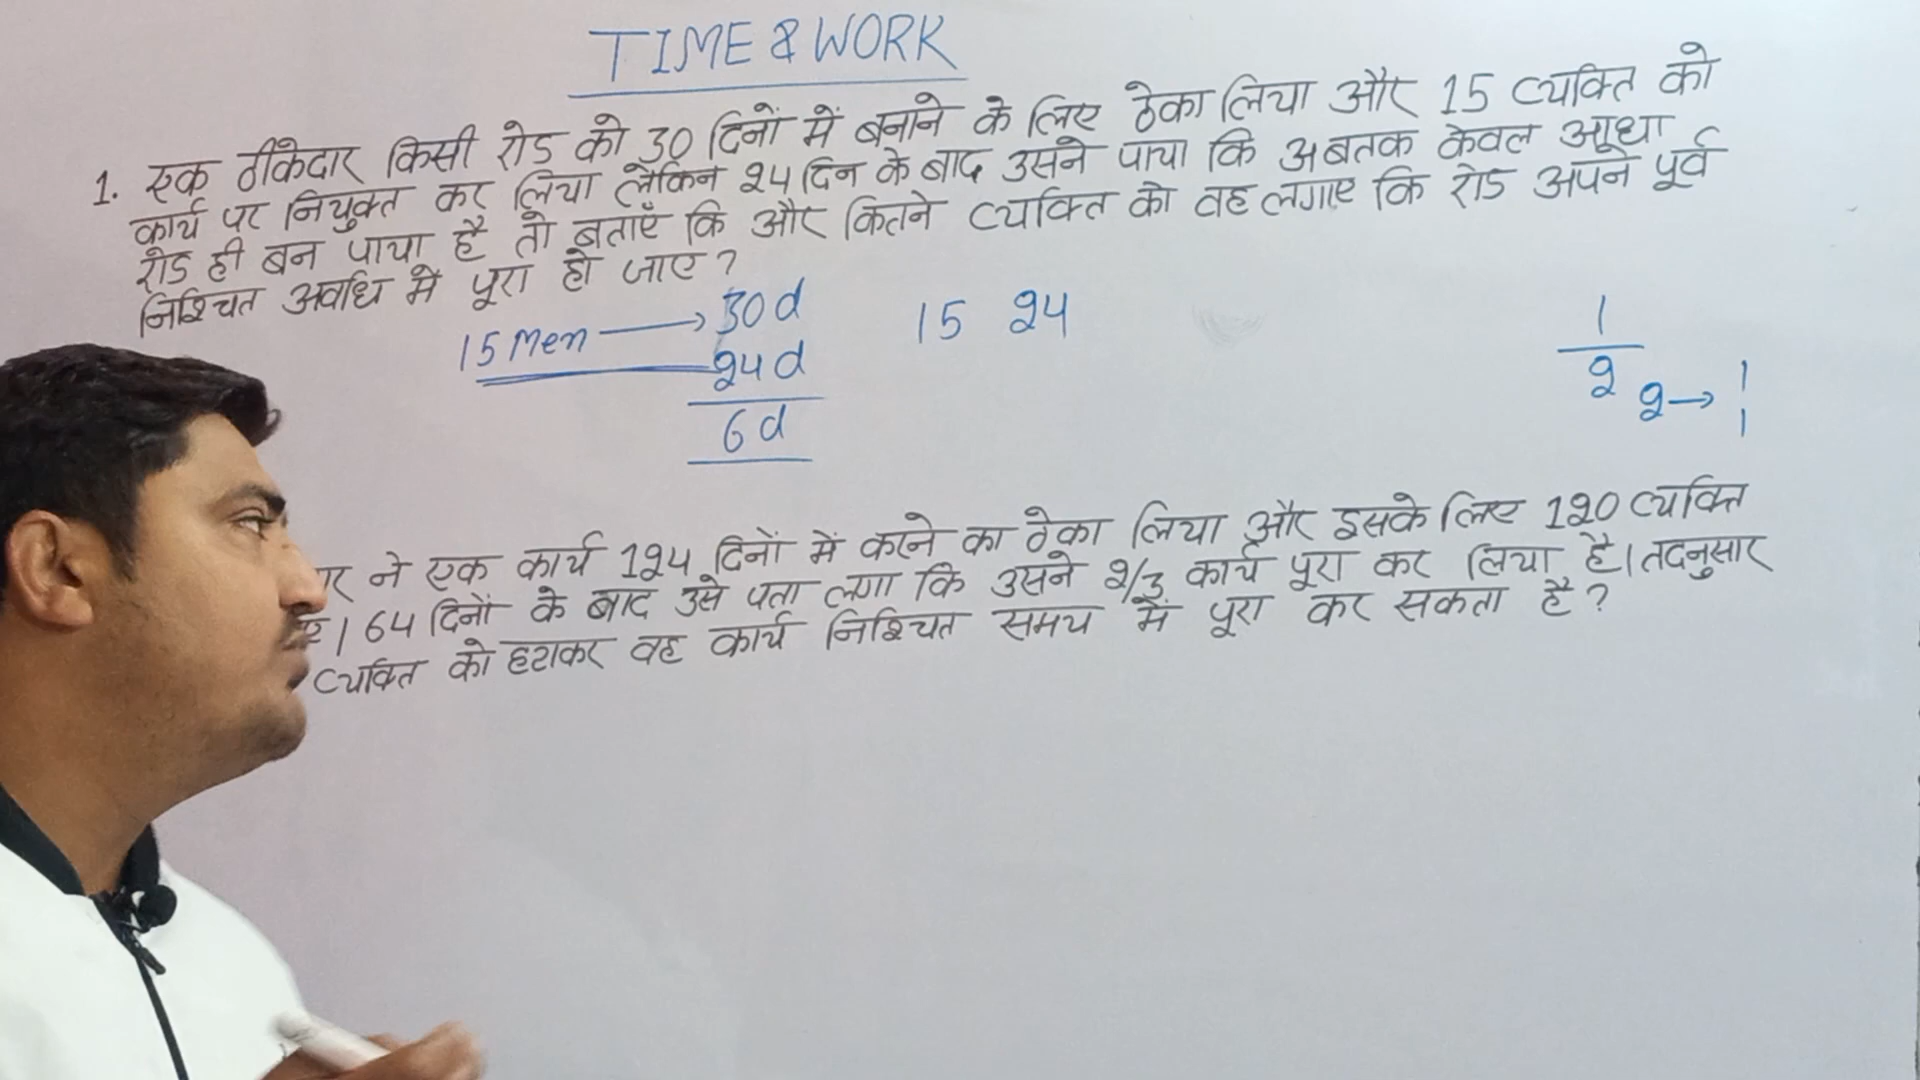 TIME & WORK
1. एक ठीकेदार किसी रोड को 30 दिनों में बनाने के लिए ठेका लिया और 15 व्यक्ति को
कार्य पर नियुक्त कर लिया लेकिन 24 दिन के बाद उसने पाया कि अबतक केवल आधा
रोड ही बन पाया है तो बताएँ कि और कितने व्यक्ति को वह लगाए कि रोड अपने पूर्व
निश्चित अवधि में पूरा हो जाए ?
15 Men → 30 d
24 d
6 d
15 24
1
2
2 → 1
1
ने एक कार्य 124 दिनों में करने का ठेका लिया और इसके लिए 120 व्यक्ति
। 64 दिनों के बाद उसे पता लगा कि उसने 2/3 कार्य पूरा कर लिया है। तदनुसार
व्यक्ति को हटाकर वह कार्य निश्चित समय में पूरा कर सकता है ?